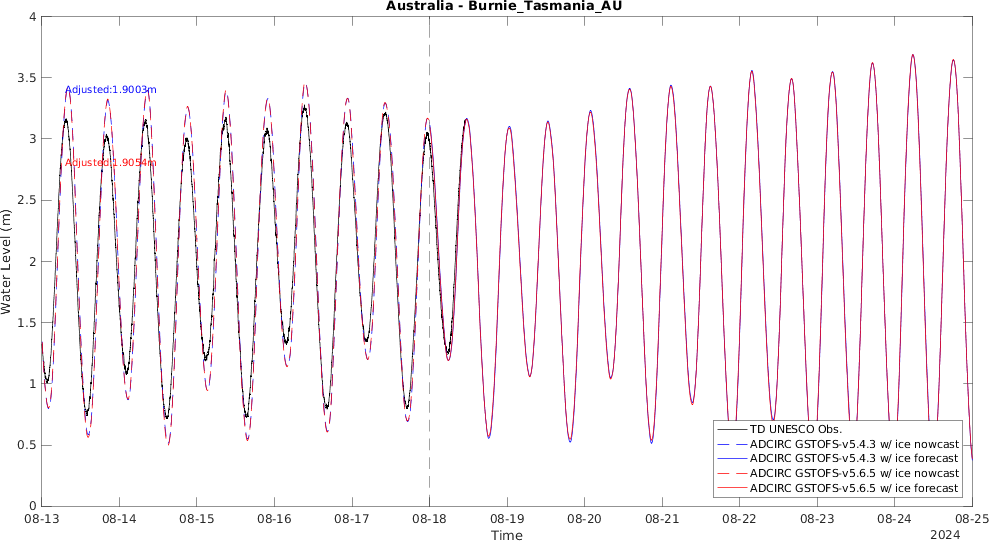 Australia - Burnie_Tasmania_AU
4
3.5
3
2.5
2
1.5
1
0.5
0
Water Level (m)
Adjusted:1.9003m
Adjusted:1.9054m
TD UNESCO Obs.
ADCIRC GSTOFS-v5.4.3 w/ ice nowcast
ADCIRC GSTOFS-v5.4.3 w/ ice forecast
ADCIRC GSTOFS-v5.6.5 w/ ice nowcast
ADCIRC GSTOFS-v5.6.5 w/ ice forecast
08-13 08-14 08-15 08-16 08-17 08-18 08-19 08-20 08-21 08-22 08-23 08-24 08-25
Time
2024